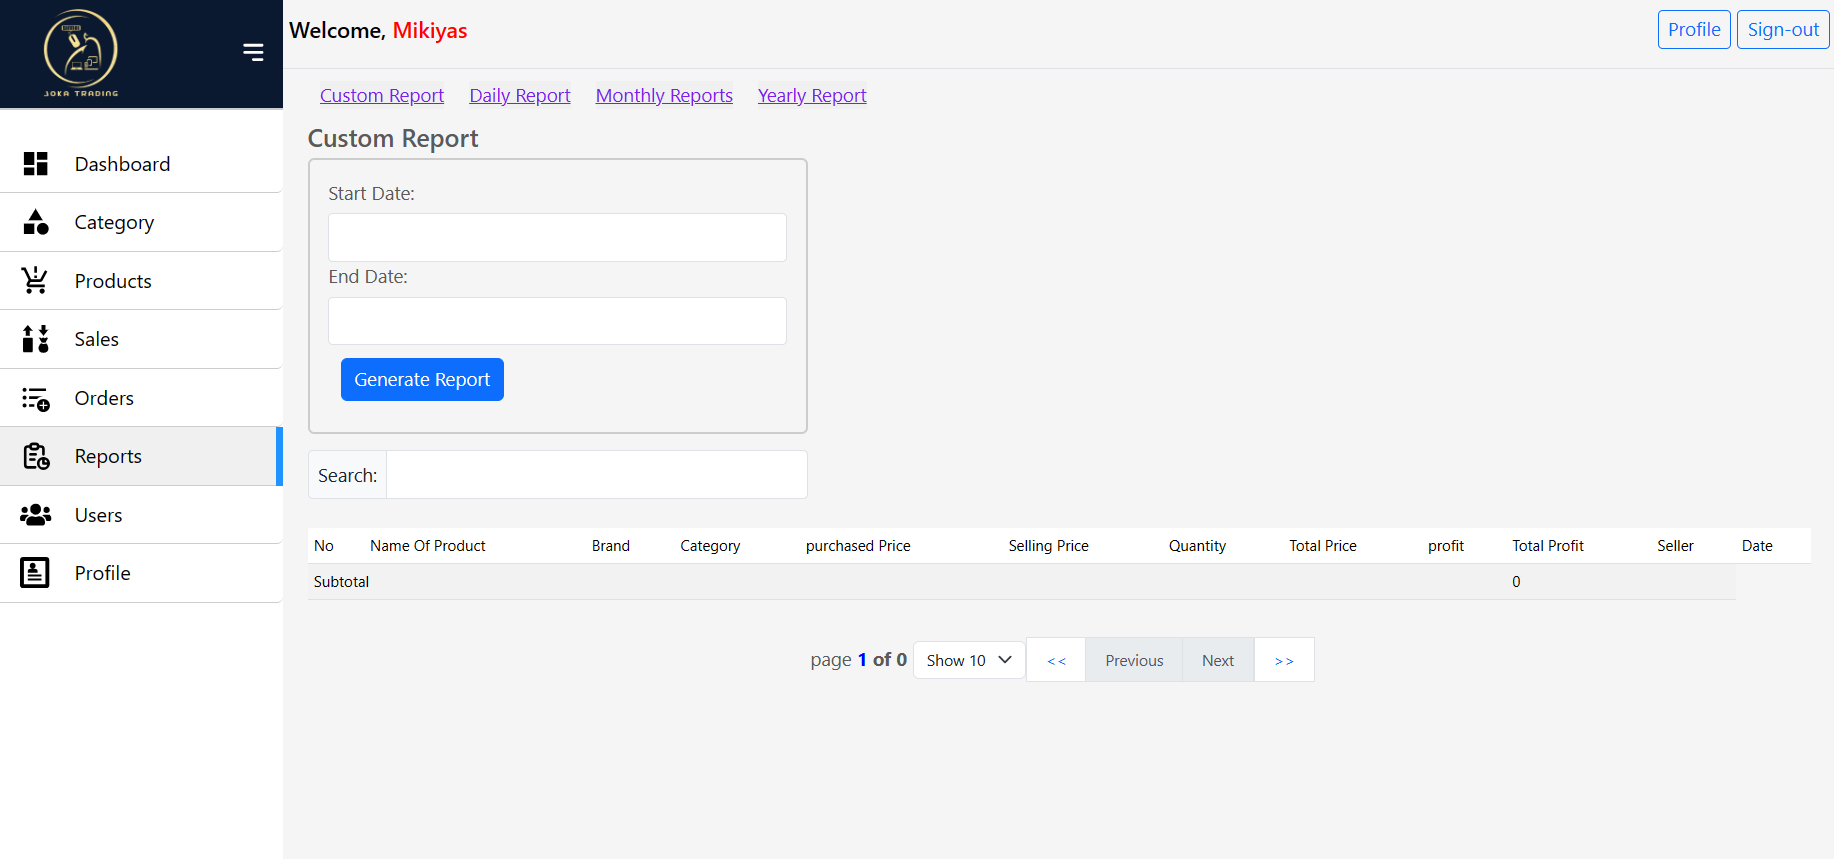 JOKA TRADING
Welcome, Mikiyas
Profile
Sign-out
Dashboard
Category
Products
Sales
Orders
Reports
Users
Profile
Custom Report Daily Report Monthly Reports Yearly Report
Custom Report
Start Date:
End Date:
Generate Report
Search:
No Name Of Product Brand Category purchased Price Selling Price Quantity Total Price profit Total Profit Seller Date
Subtotal 0
page 1 of 0 Show 10 << Previous Next >>